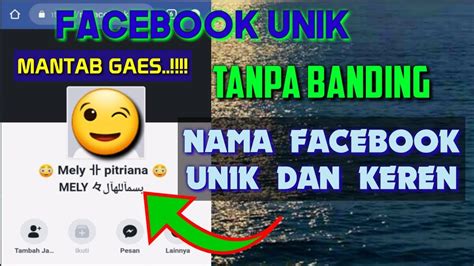 FACEBOOK UNIK
MANTAB GAES..!!!!
TANPA BANDING
NAMA FACEBOOK
UNIK DAN KEREN
😳 Mely ꟸ pitriana 😳
MELY 々 بسمﷲآل
Tambah Ja...
Ikuti
Pesan
Lainnya